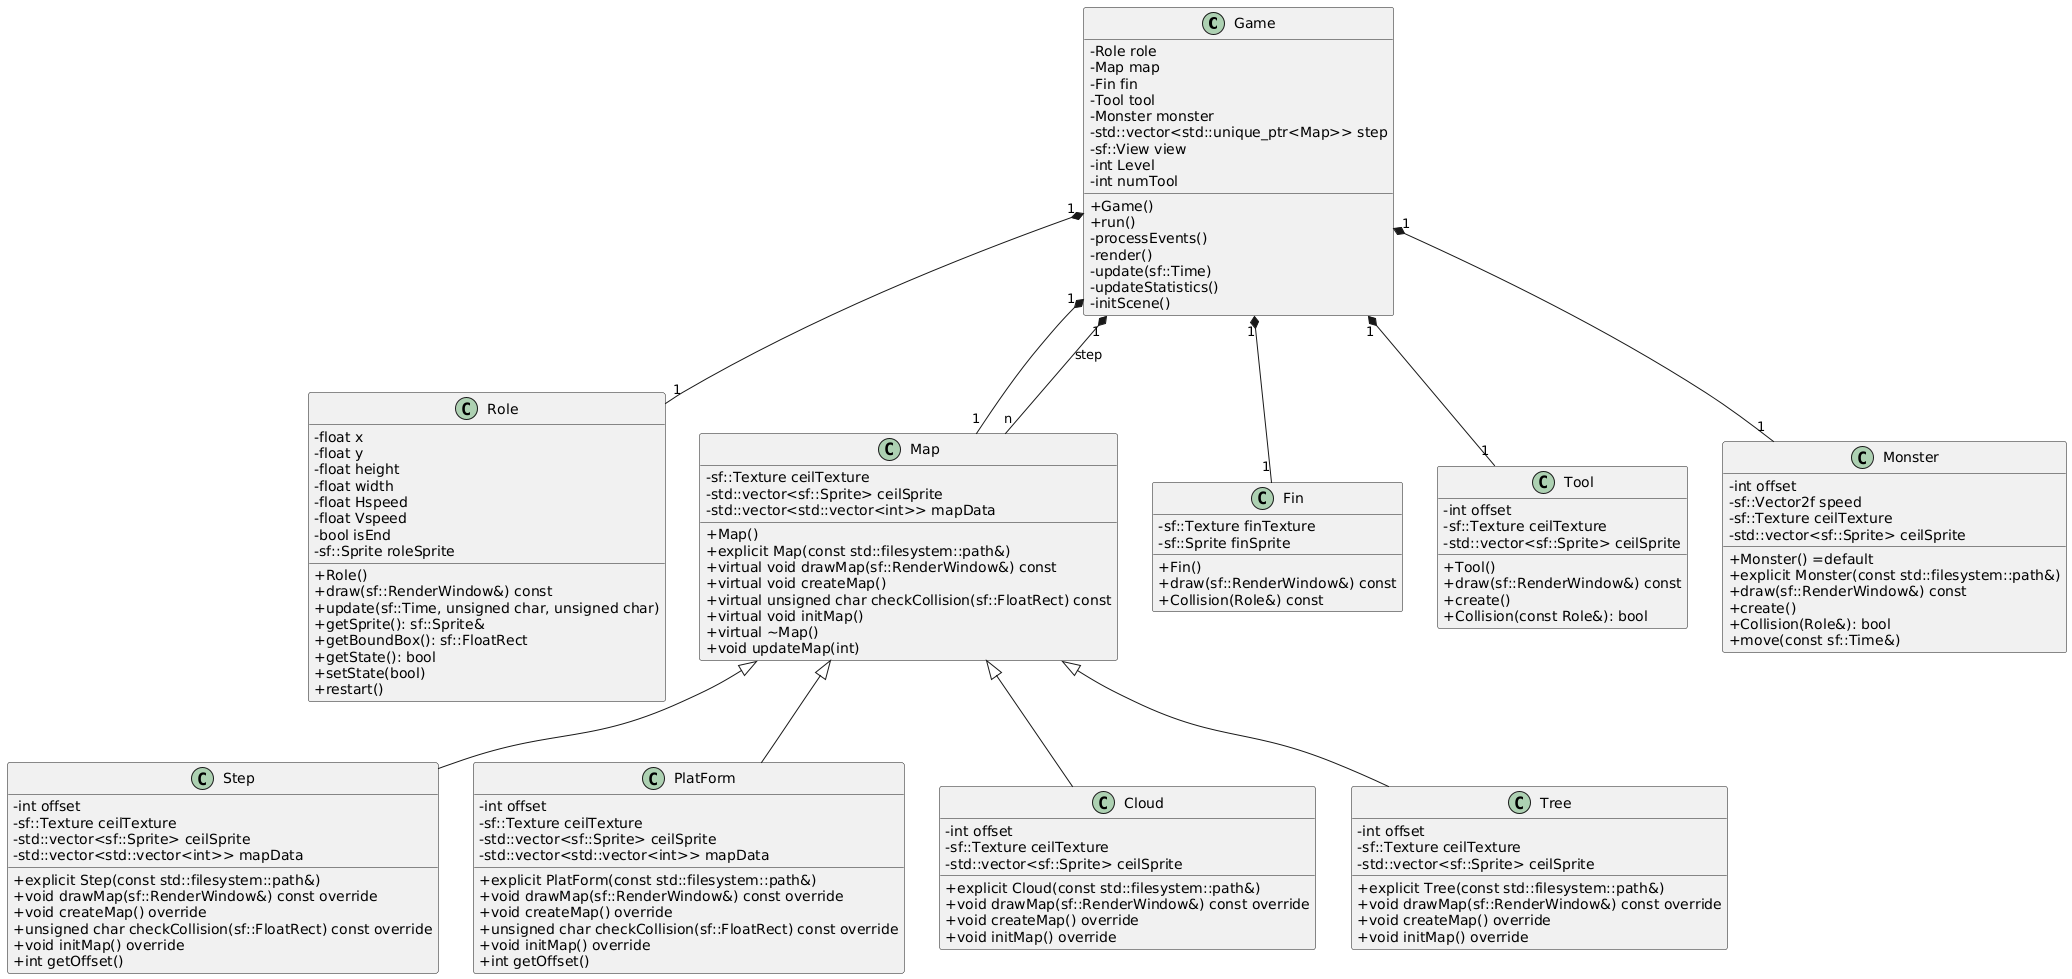 C Game
-Role role
-Map map
-Fin fin
-Tool tool
-Monster monster
-std::vector<std::unique_ptr<Map>> step
-sf::View view
-int Level
-int numTool
+Game()
+run()
-processEvents()
-render()
-update(sf::Time)
-updateStatistics()
-initScene()
1
1
1
1
1
1
step
1
1
n
1
1
1
C Role
-float x
-float y
-float height
-float width
-float Hspeed
-float Vspeed
-bool isEnd
-sf::Sprite roleSprite
+Role()
+draw(sf::RenderWindow&) const
+update(sf::Time, unsigned char, unsigned char)
+getSprite(): sf::Sprite&
+getBoundBox(): sf::FloatRect
+getState(): bool
+setState(bool)
+restart()
C Map
-sf::Texture ceilTexture
-std::vector<sf::Sprite> ceilSprite
-std::vector<std::vector<int>> mapData
+Map()
+explicit Map(const std::filesystem::path&)
+virtual void drawMap(sf::RenderWindow&) const
+virtual void createMap()
+virtual unsigned char checkCollision(sf::FloatRect) const
+virtual void initMap()
+virtual ~Map()
+void updateMap(int)
C Fin
-sf::Texture finTexture
-sf::Sprite finSprite
+Fin()
+draw(sf::RenderWindow&) const
+Collision(Role&) const
C Tool
-int offset
-sf::Texture ceilTexture
-std::vector<sf::Sprite> ceilSprite
+Tool()
+draw(sf::RenderWindow&) const
+create()
+Collision(const Role&): bool
C Monster
-int offset
-sf::Vector2f speed
-sf::Texture ceilTexture
-std::vector<sf::Sprite> ceilSprite
+Monster() =default
+explicit Monster(const std::filesystem::path&)
+draw(sf::RenderWindow&) const
+create()
+Collision(Role&): bool
+move(const sf::Time&)
C Step
-int offset
-sf::Texture ceilTexture
-std::vector<sf::Sprite> ceilSprite
-std::vector<std::vector<int>> mapData
+explicit Step(const std::filesystem::path&)
+void drawMap(sf::RenderWindow&) const override
+void createMap() override
+unsigned char checkCollision(sf::FloatRect) const override
+void initMap() override
+int getOffset()
C PlatForm
-int offset
-sf::Texture ceilTexture
-std::vector<sf::Sprite> ceilSprite
-std::vector<std::vector<int>> mapData
+explicit PlatForm(const std::filesystem::path&)
+void drawMap(sf::RenderWindow&) const override
+void createMap() override
+unsigned char checkCollision(sf::FloatRect) const override
+void initMap() override
+int getOffset()
C Cloud
-int offset
-sf::Texture ceilTexture
-std::vector<sf::Sprite> ceilSprite
+explicit Cloud(const std::filesystem::path&)
+void drawMap(sf::RenderWindow&) const override
+void createMap() override
+void initMap() override
C Tree
-int offset
-sf::Texture ceilTexture
-std::vector<sf::Sprite> ceilSprite
+explicit Tree(const std::filesystem::path&)
+void drawMap(sf::RenderWindow&) const override
+void createMap() override
+void initMap() override